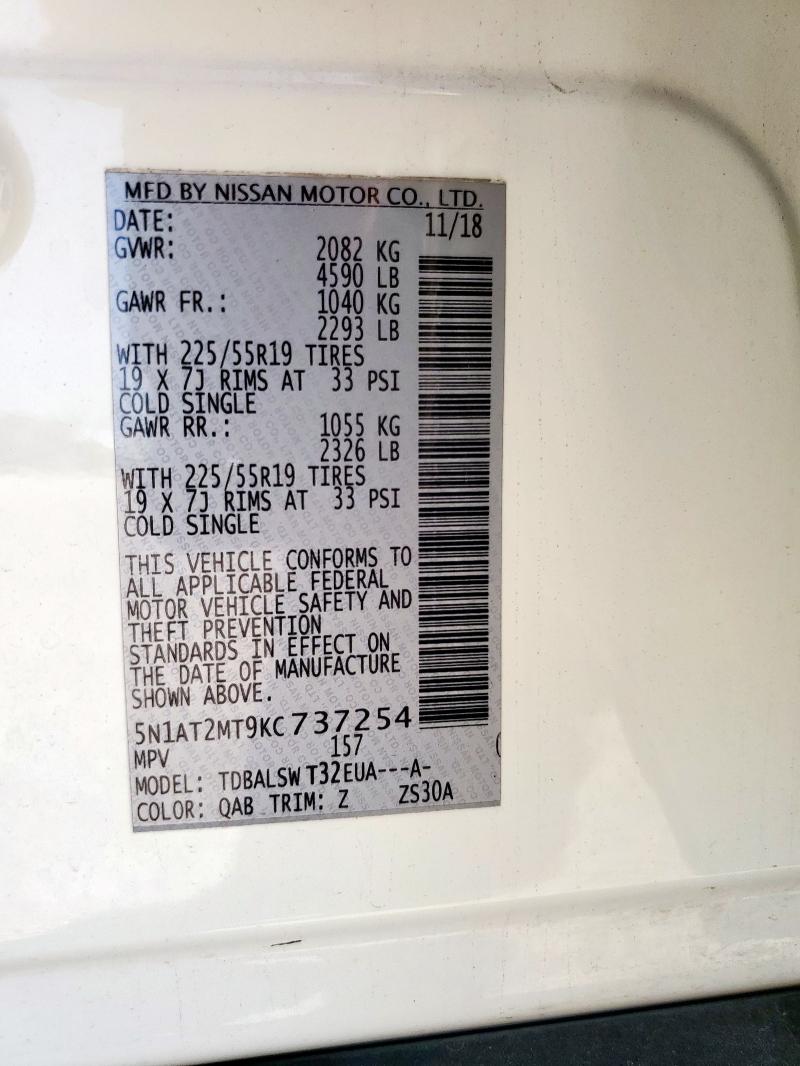 MFD BY NISSAN MOTOR CO., LTD.
DATE: 11/18
GVWR: 2082 KG
4590 LB
GAWR FR.: 1040 KG
2293 LB
WITH 225/55R19 TIRES
19 X 7J RIMS AT 33 PSI
COLD SINGLE
GAWR RR.: 1055 KG
2326 LB
WITH 225/55R19 TIRES
19 X 7J RIMS AT 33 PSI
COLD SINGLE
THIS VEHICLE CONFORMS TO
ALL APPLICABLE FEDERAL
MOTOR VEHICLE SAFETY AND
THEFT PREVENTION
STANDARDS IN EFFECT ON
THE DATE OF MANUFACTURE
SHOWN ABOVE.
5N1AT2MT9KC737254
MPV 157
MODEL: TDBALSW T32EUA---A-
COLOR: QAB TRIM: Z ZS30A